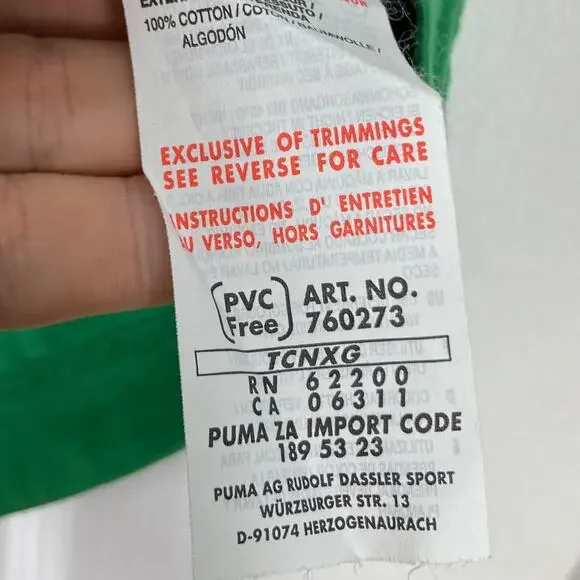 100% COTTON / COTON / BAUMWOLLE /
ALGODÓN
EXCLUSIVE OF TRIMMINGS
SEE REVERSE FOR CARE
INSTRUCTIONS D' ENTRETIEN
AU VERSO, HORS GARNITURES
PVC Free
ART. NO.
760273
TCNXG
RN 62200
CA 06311
PUMA ZA IMPORT CODE
189 53 23
PUMA AG RUDOLF DASSLER SPORT
WÜRZBURGER STR. 13
D-91074 HERZOGENAURACH